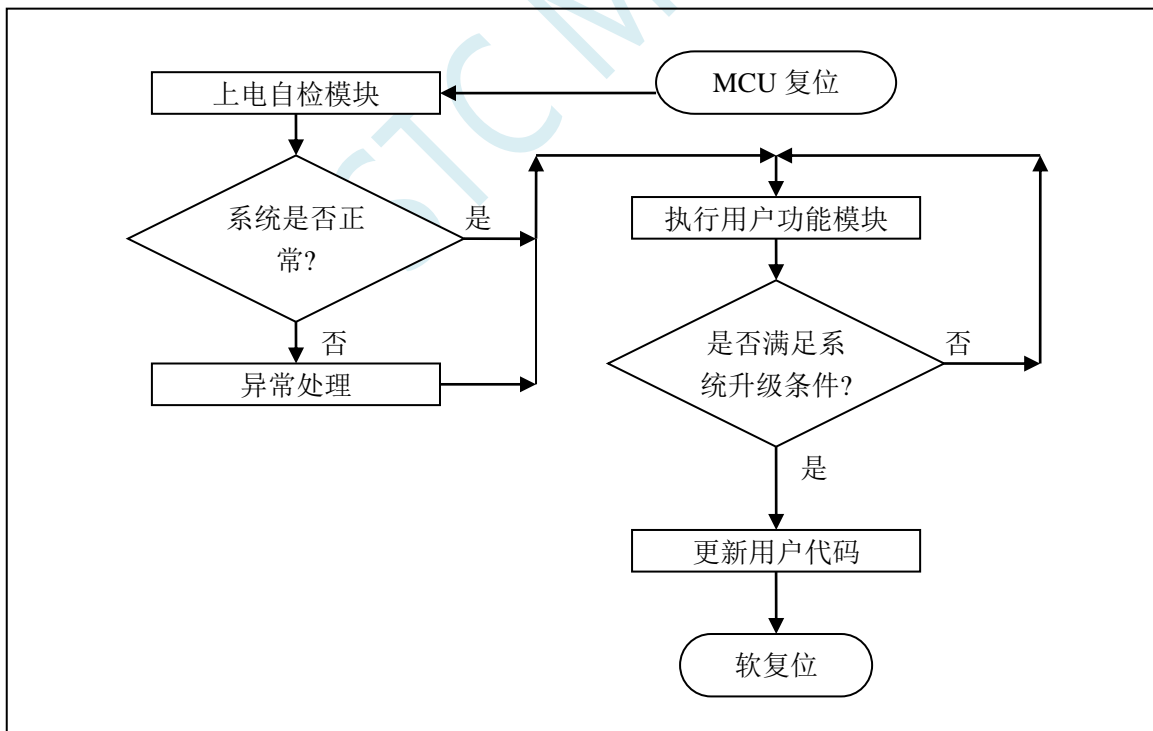 MCU 复位
上电自检模块
系统是否正
常?
是
否
异常处理
执行用户功能模块
是否满足系
统升级条件?
否
是
更新用户代码
软复位
STC M